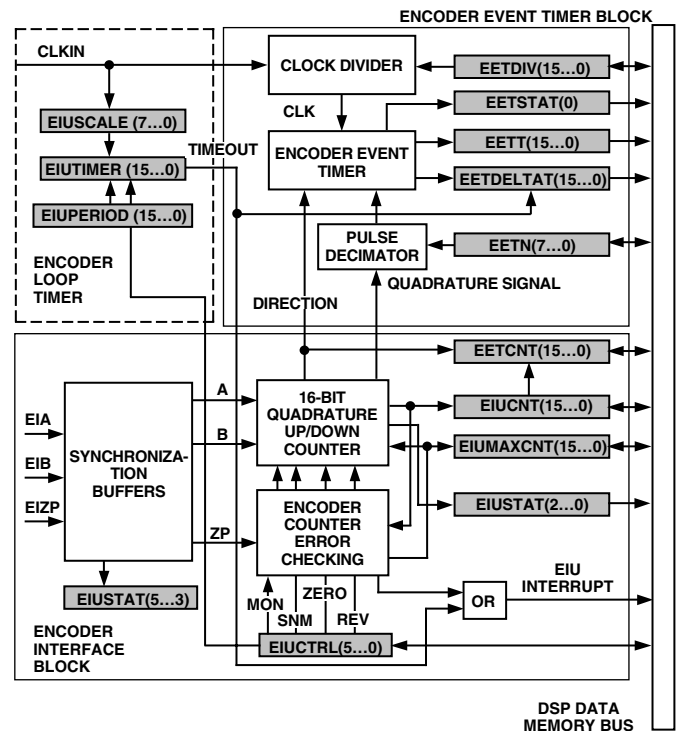 ENCODER EVENT TIMER BLOCK
CLKIN
CLOCK DIVIDER
EETDIV(15...0)
CLK
EETSTAT(0)
EIUSCALE (7...0)
EETT(15...0)
TIMEOUT
ENCODER EVENT
TIMER
EIUTIMER (15...0)
EETDELTAT(15...0)
EIUPERIOD (15...0)
PULSE
DECIMATOR
EETN(7...0)
ENCODER
LOOP
TIMER
QUADRATURE SIGNAL
DIRECTION
EETCNT(15...0)
A
16-BIT
QUADRATURE
UP/DOWN
COUNTER
EIUCNT(15...0)
EIA
B
EIUMAXCNT(15...0)
SYNCHRONIZA-
TION
BUFFERS
EIB
EIZP
EIUSTAT(2...0)
ENCODER
COUNTER
ERROR
CHECKING
ZP
EIU
INTERRUPT
EIUSTAT(5...3)
MON
SNM
ZERO
REV
OR
ENCODER
INTERFACE
BLOCK
EIUCTRL(5...0)
DSP DATA
MEMORY BUS